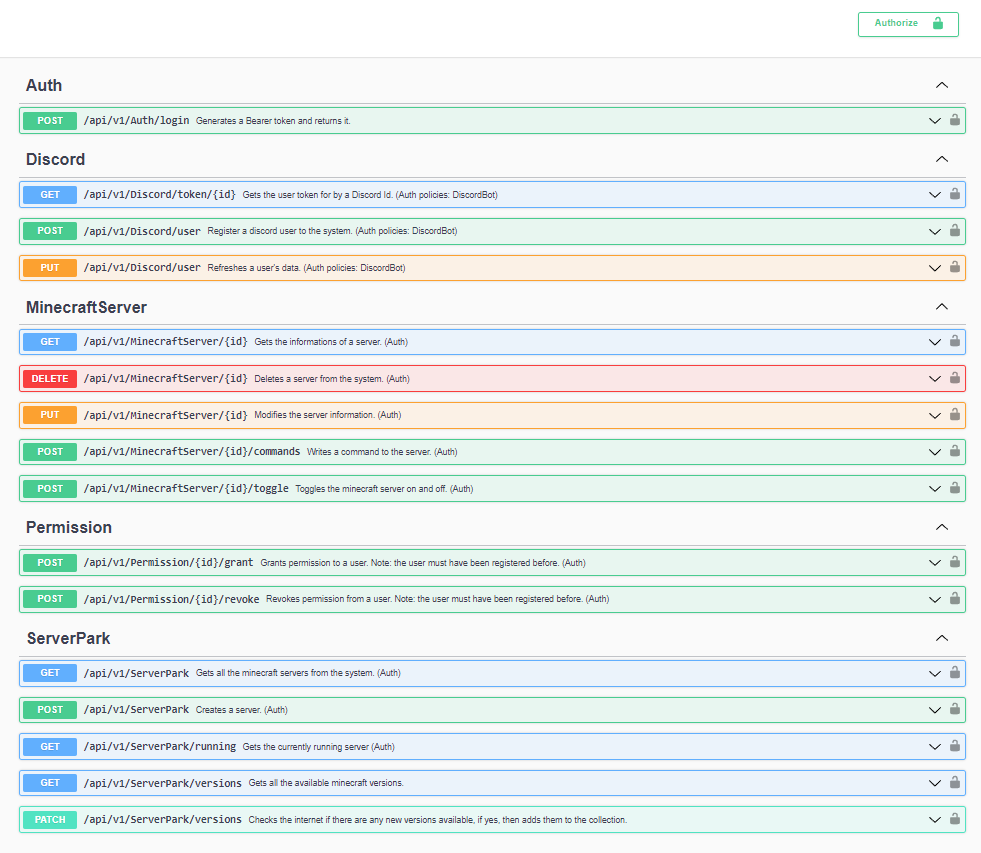 Authorize
Auth
POST /api/v1/Auth/login Generates a Bearer token and returns it.
Discord
GET /api/v1/Discord/token/{id} Gets the user token for by a Discord Id. (Auth policies: DiscordBot)
POST /api/v1/Discord/user Register a discord user to the system. (Auth policies: DiscordBot)
PUT /api/v1/Discord/user Refreshes a user's data. (Auth policies: DiscordBot)
MinecraftServer
GET /api/v1/MinecraftServer/{id} Gets the informations of a server. (Auth)
DELETE /api/v1/MinecraftServer/{id} Deletes a server from the system. (Auth)
PUT /api/v1/MinecraftServer/{id} Modifies the server information. (Auth)
POST /api/v1/MinecraftServer/{id}/commands Writes a command to the server. (Auth)
POST /api/v1/MinecraftServer/{id}/toggle Toggles the minecraft server on and off. (Auth)
Permission
POST /api/v1/Permission/{id}/grant Grants permission to a user. Note: the user must have been registered before. (Auth)
POST /api/v1/Permission/{id}/revoke Revokes permission from a user. Note: the user must have been registered before. (Auth)
ServerPark
GET /api/v1/ServerPark Gets all the minecraft servers from the system. (Auth)
POST /api/v1/ServerPark Creates a server. (Auth)
GET /api/v1/ServerPark/running Gets the currently running server (Auth)
GET /api/v1/ServerPark/versions Gets all the available minecraft versions.
PATCH /api/v1/ServerPark/versions Checks the internet if there are any new versions available, if yes, then adds them to the collection.